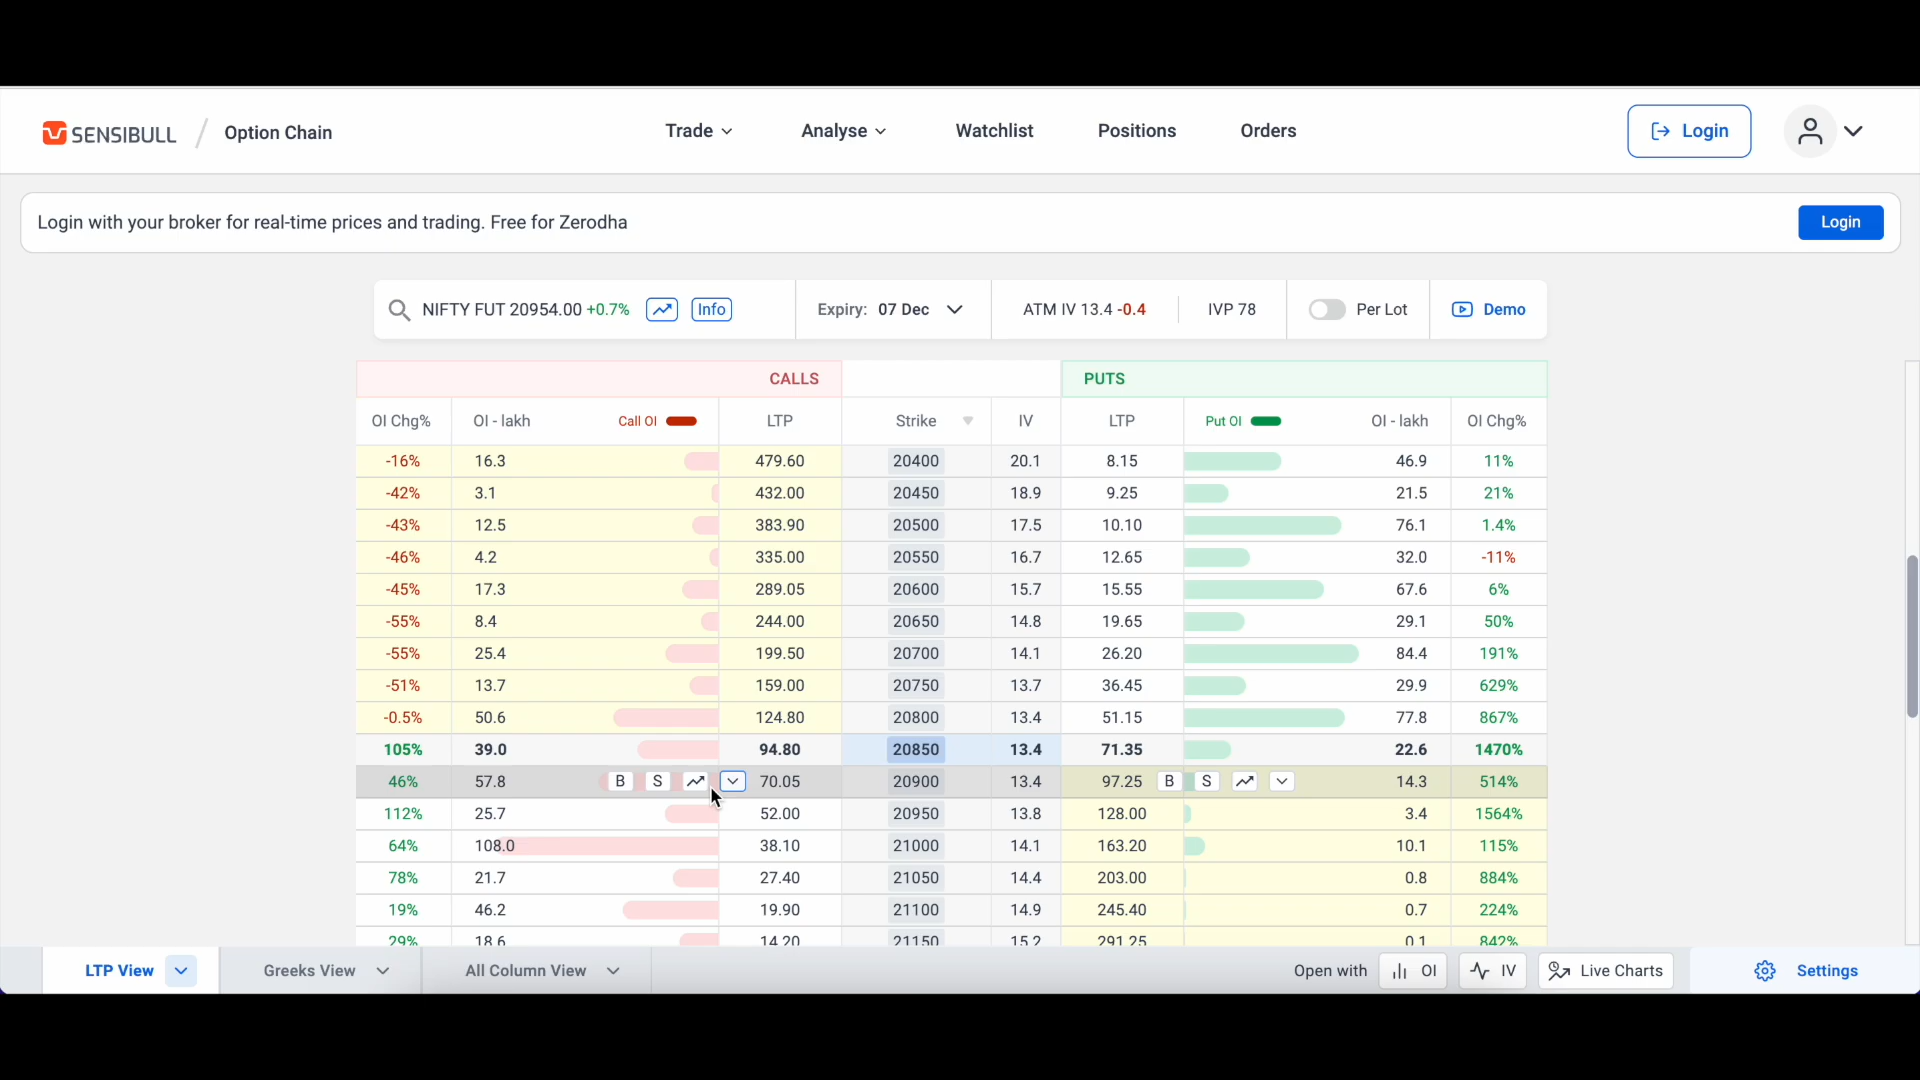 SENSIBULL / Option Chain Trade Analyse Watchlist Positions Orders Login
Login with your broker for real-time prices and trading. Free for Zerodha Login
NIFTY FUT 20954.00 +0.7% Info Expiry: 07 Dec ATM IV 13.4 -0.4 IVP 78 Per Lot Demo
CALLS PUTS
OI Chg% OI - lakh Call OI LTP Strike IV LTP Put OI OI - lakh OI Chg%
-16% 16.3 479.60 20400 20.1 8.15 46.9 11%
-42% 3.1 432.00 20450 18.9 9.25 21.5 21%
-43% 12.5 383.90 20500 17.5 10.10 76.1 1.4%
-46% 4.2 335.00 20550 16.7 12.65 32.0 -11%
-45% 17.3 289.05 20600 15.7 15.55 67.6 6%
-55% 8.4 244.00 20650 14.8 19.65 29.1 50%
-55% 25.4 199.50 20700 14.1 26.20 84.4 191%
-51% 13.7 159.00 20750 13.7 36.45 29.9 629%
-0.5% 50.6 124.80 20800 13.4 51.15 77.8 867%
105% 39.0 94.80 20850 13.4 71.35 22.6 1470%
46% 57.8 B S 70.05 20900 13.4 97.25 B S 14.3 514%
112% 25.7 52.00 20950 13.8 128.00 3.4 1564%
64% 108.0 38.10 21000 14.1 163.20 10.1 115%
78% 21.7 27.40 21050 14.4 203.00 0.8 884%
19% 46.2 19.90 21100 14.9 245.40 0.7 224%
29% 18.6 14.20 21150 15.2 291.25 0.1 842%
LTP View Greeks View All Column View Open with OI IV Live Charts Settings